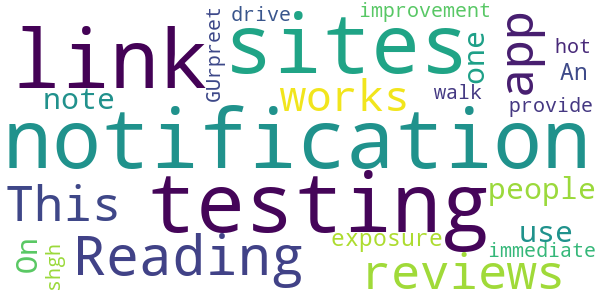 link
sites
GUrpreet
drive
improvement
one
app
hot
An
note
works
walk
provide
notification
This
testing
people
On
shgh
Reading
exposure
use
immediate
reviews